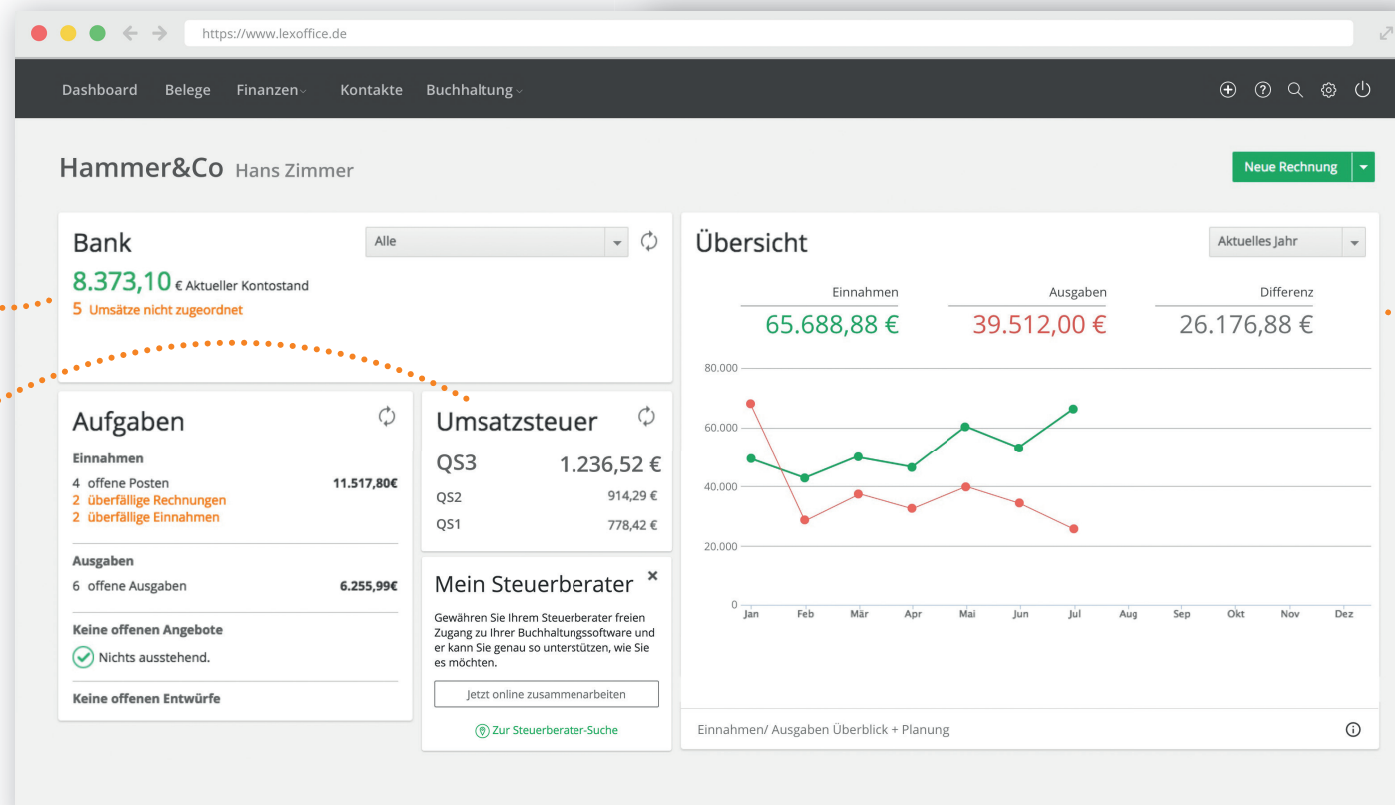 https://www.lexoffice.de
Dashboard Belege Finanzen Kontakte Buchhaltung
Hammer&Co Hans Zimmer
Neue Rechnung
Bank
Alle
8.373,10 € Aktueller Kontostand
5 Umsätze nicht zugeordnet
Aufgaben
Einnahmen
4 offene Posten 11.517,80€
2 überfällige Rechnungen
2 überfällige Einnahmen
Ausgaben
6 offene Ausgaben 6.255,99€
Keine offenen Angebote
Nichts ausstehend.
Keine offenen Entwürfe
Umsatzsteuer
QS3 1.236,52 €
QS2 914,29 €
QS1 778,42 €
Mein Steuerberater
Gewähren Sie Ihrem Steuerberater freien
Zugang zu Ihrer Buchhaltungssoftware und
er kann Sie genau so unterstützen, wie Sie
es möchten.
Jetzt online zusammenarbeiten
Zur Steuerberater-Suche
Übersicht
Aktuelles Jahr
Einnahmen Ausgaben Differenz
65.688,88 € 39.512,00 € 26.176,88 €
80.000
60.000
40.000
20.000
0
Jan Feb Mär Apr Mai Jun Jul Aug Sep Okt Nov Dez
Einnahmen/ Ausgaben Überblick + Planung